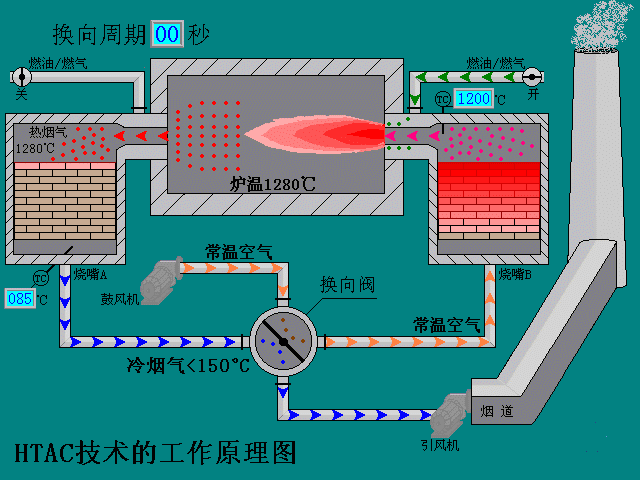 换向周期 00 秒
燃油/燃气
燃油/燃气
关
开
TC 1200 ℃
热烟气
1280℃
炉温1280℃
常温空气
烧嘴A
烧嘴B
TC
085 ℃
鼓风机
换向阀
常温空气
冷烟气<150℃
烟 道
引风机
HTAC技术的工作原理图